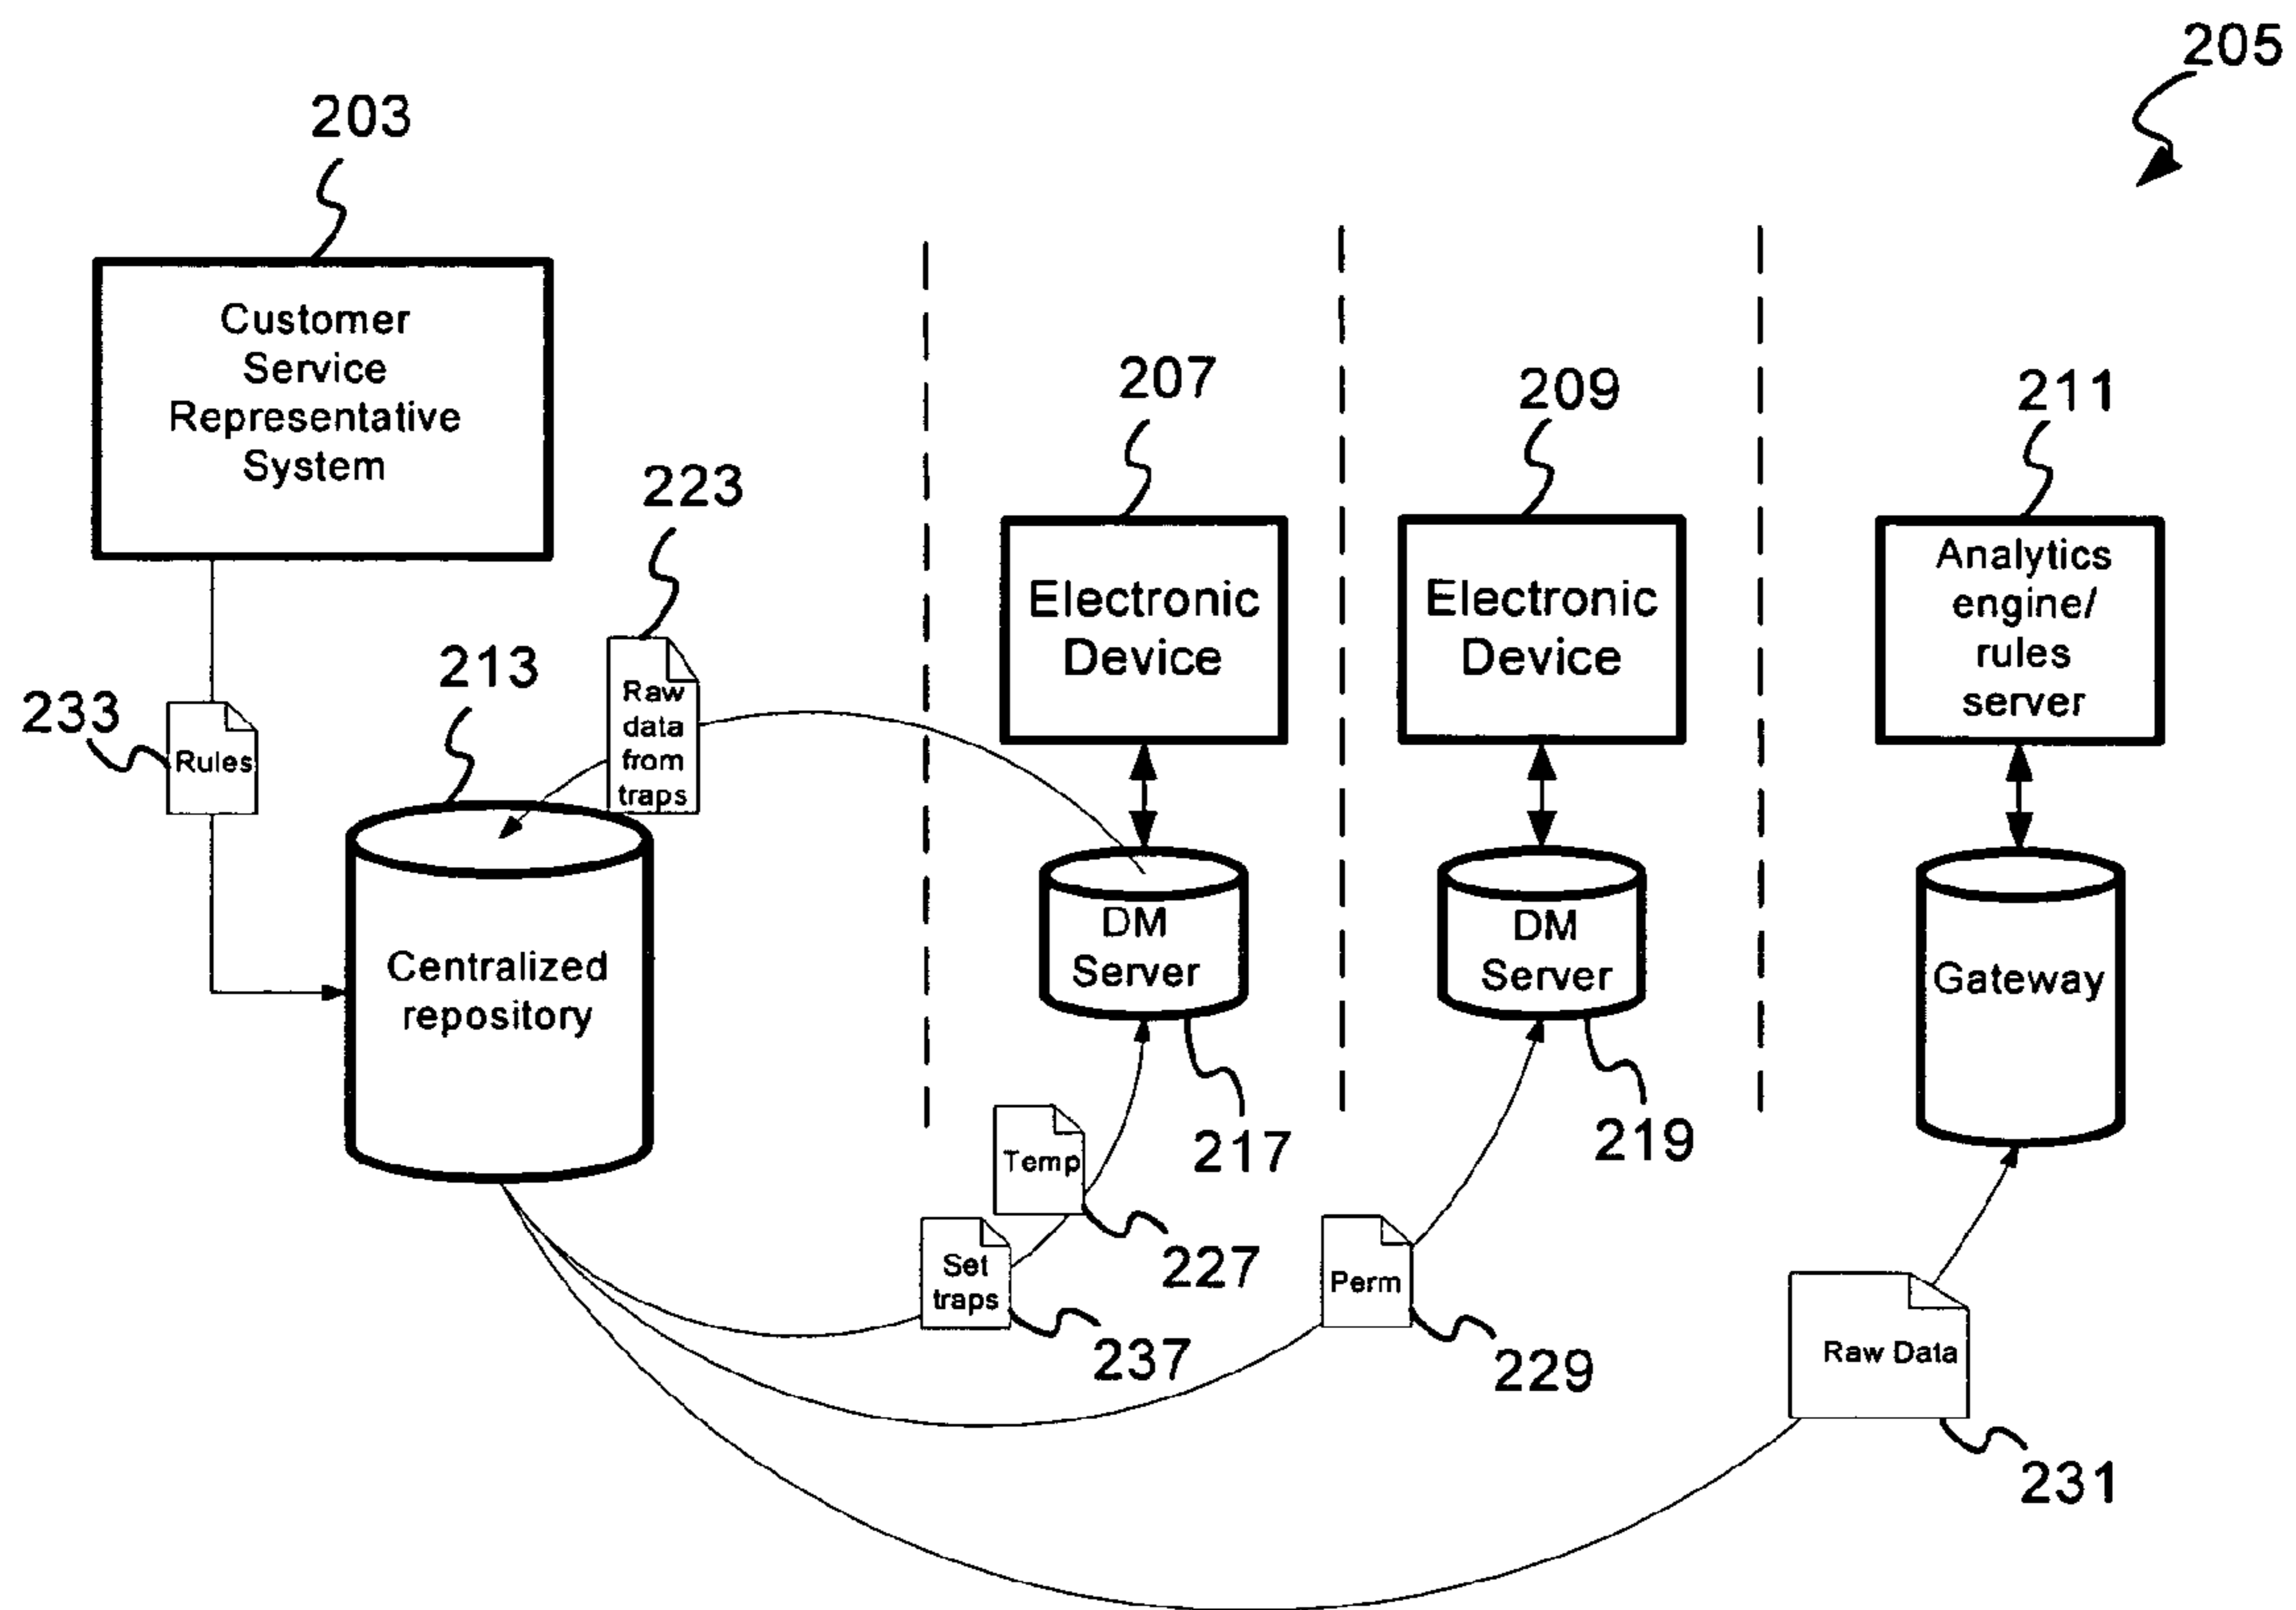 205
203
Customer
Service
Representative
System
207
209
211
223
Electronic
Device
Electronic
Device
Analytics
engine/
rules
server
213
233
Rules
Raw
data
from
traps
Centralized
repository
DM
Server
DM
Server
Gateway
217
219
Temp
227
Set
traps
237
Perm
229
Raw Data
231